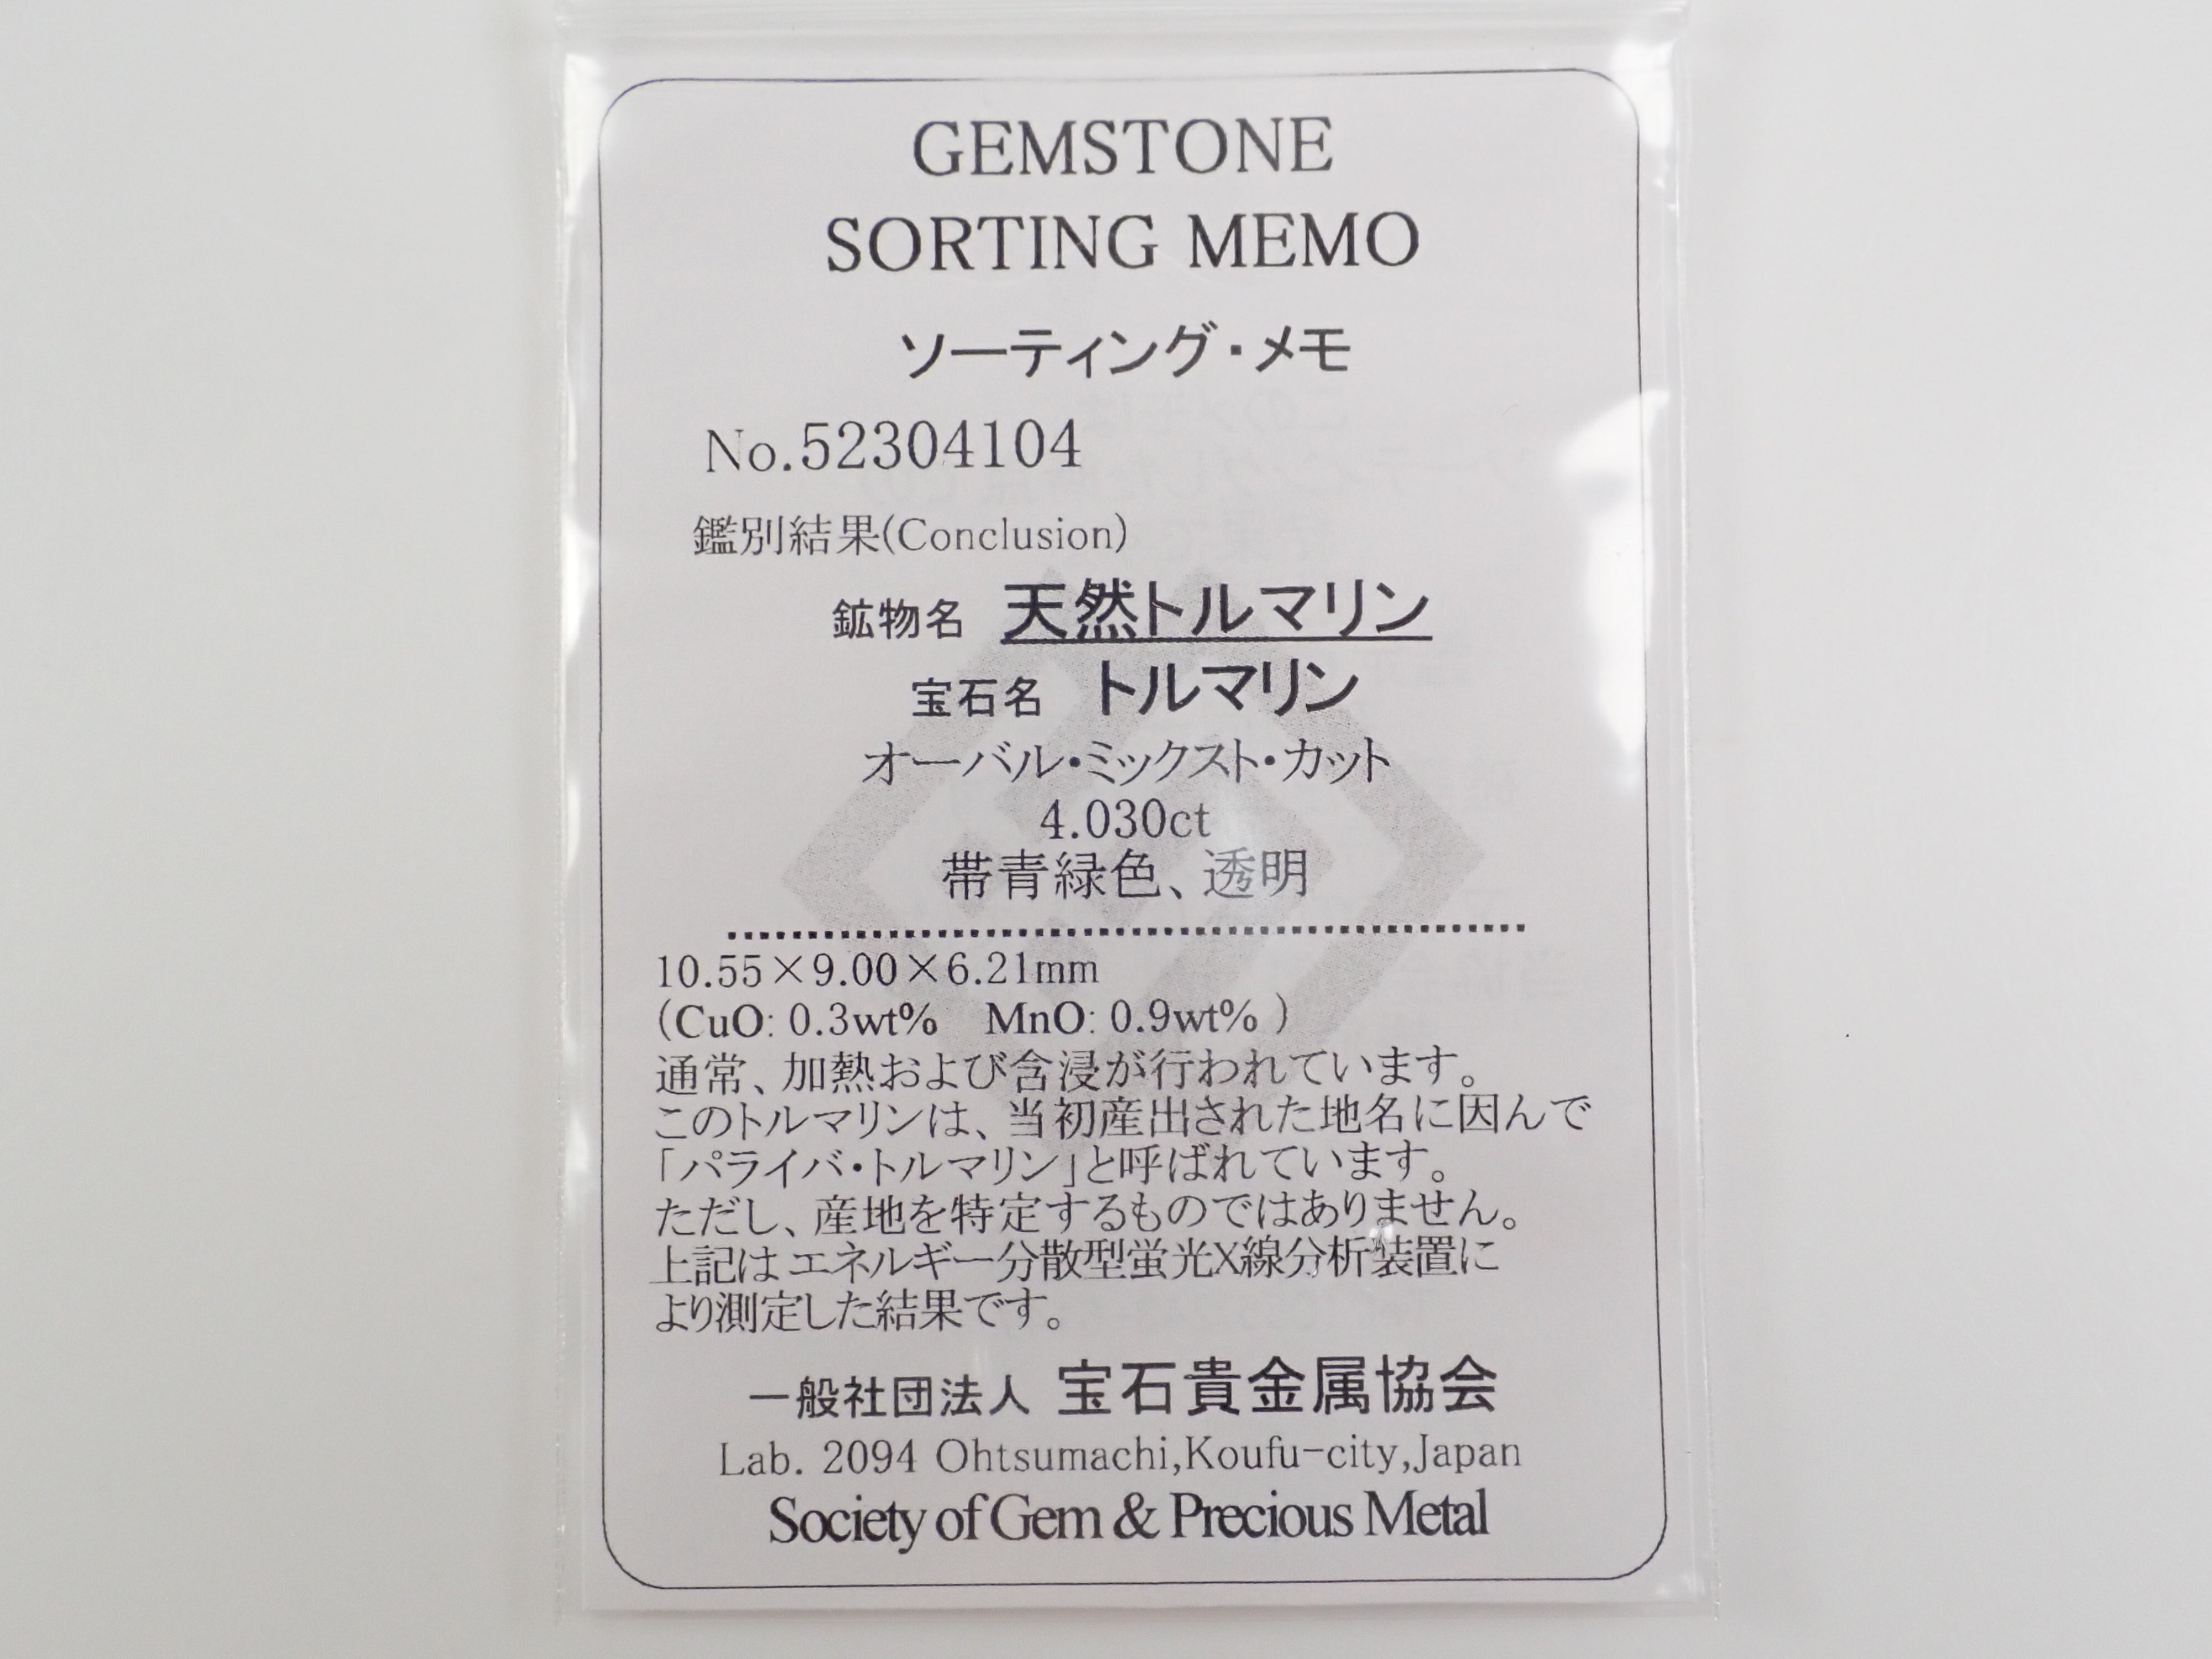 GEMSTONE
SORTING MEMO
ソーティング・メモ
No.52304104
鑑別結果(Conclusion)
鉱物名 天然トルマリン
宝石名 トルマリン
オーバル・ミックスト・カット
4.030ct
帯青緑色、透明
10.55×9.00×6.21mm
(CuO: 0.3wt% MnO: 0.9wt% )
通常、加熱および含浸が行われています。
このトルマリンは、当初産出された地名に因んで
「パライバ・トルマリン」と呼ばれています。
ただし、産地を特定するものではありません。
上記はエネルギー分散型蛍光X線分析装置に
より測定した結果です。
一般社団法人 宝石貴金属協会
Lab. 2094 Ohtsumachi,Koufu-city,Japan
Society of Gem & Precious Metal